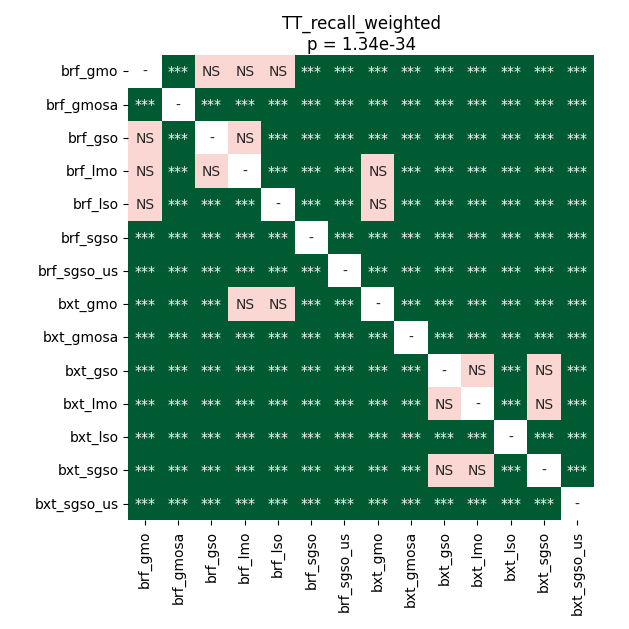 TT_recall_weighted
p = 1.34e-34
brf_gmo - *** NS NS NS *** *** *** *** *** *** *** *** ***
brf_gmosa *** - *** *** *** *** *** *** *** *** *** *** *** ***
brf_gso NS *** - NS *** *** *** *** *** *** *** *** *** ***
brf_lmo NS *** NS - *** *** *** NS *** *** *** *** *** ***
brf_lso NS *** *** *** - *** *** NS *** *** *** *** *** ***
brf_sgso *** *** *** *** *** - *** *** *** *** *** *** *** ***
brf_sgso_us *** *** *** *** *** *** - *** *** *** *** *** *** ***
bxt_gmo *** *** *** NS NS *** *** - *** *** *** *** *** ***
bxt_gmosa *** *** *** *** *** *** *** *** - *** *** *** *** ***
bxt_gso *** *** *** *** *** *** *** *** *** - NS *** NS ***
bxt_lmo *** *** *** *** *** *** *** *** *** NS - *** NS ***
bxt_lso *** *** *** *** *** *** *** *** *** *** *** - *** ***
bxt_sgso *** *** *** *** *** *** *** *** *** NS NS *** - ***
bxt_sgso_us *** *** *** *** *** *** *** *** *** *** *** *** *** -
brf_gmo
brf_gmosa
brf_gso
brf_lmo
brf_lso
brf_sgso
brf_sgso_us
bxt_gmo
bxt_gmosa
bxt_gso
bxt_lmo
bxt_lso
bxt_sgso
bxt_sgso_us